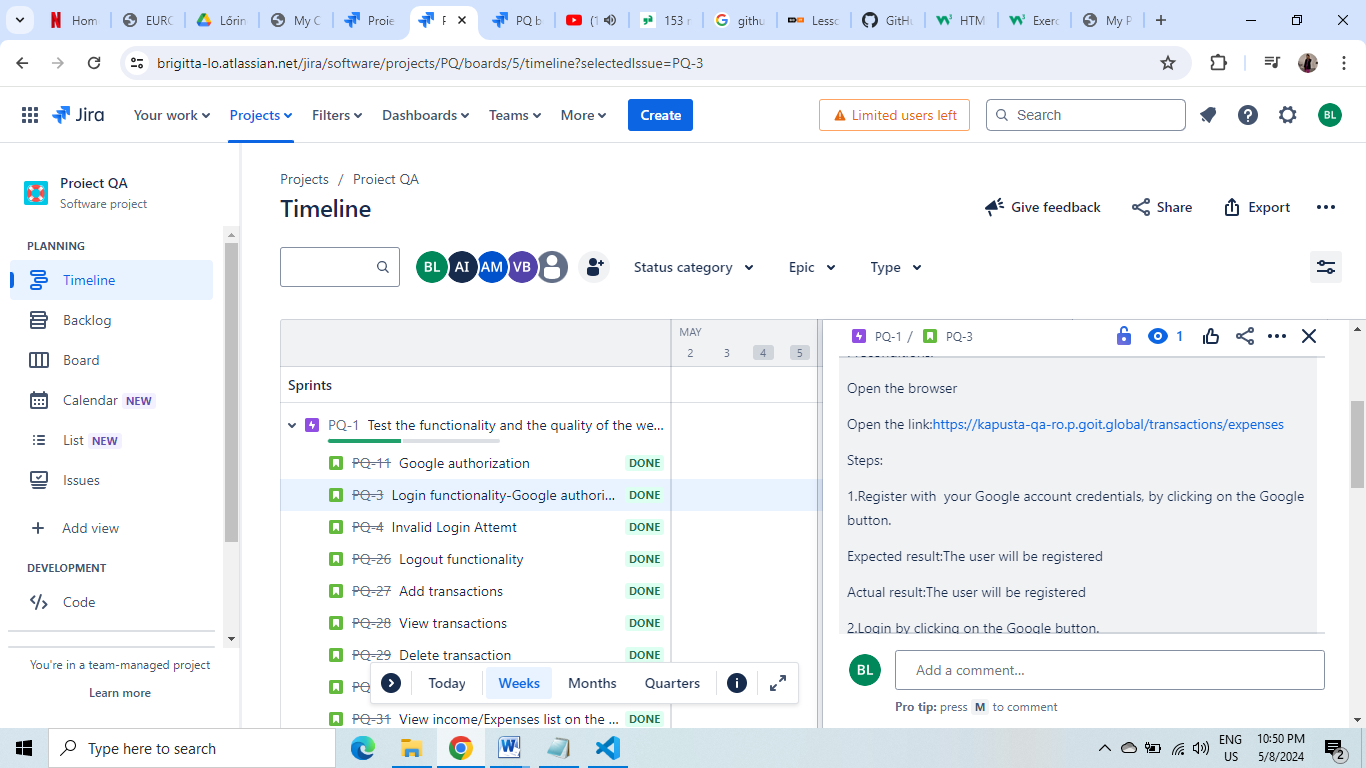 Hom
EURO
Lórin
My C
Proie
P
PQ b
(1
153 r
githu
Lesso
GitHu
HTM
Exerc
My P
brigitta-lo.atlassian.net/jira/software/projects/PQ/boards/5/timeline?selectedIssue=PQ-3
Jira
Your work
Projects
Filters
Dashboards
Teams
More
Create
Limited users left
Search
BL
Proiect QA
Software project
PLANNING
Timeline
Backlog
Board
Calendar NEW
List NEW
Issues
Add view
DEVELOPMENT
Code
You're in a team-managed project
Learn more
Projects / Proiect QA
Timeline
Give feedback
Share
Export
BL AI AM VB
Status category
Epic
Type
MAY
2 3 4 5
Sprints
PQ-1 Test the functionality and the quality of the we...
PQ-11 Google authorization DONE
PQ-3 Login functionality-Google authori... DONE
PQ-4 Invalid Login Attemt DONE
PQ-26 Logout functionality DONE
PQ-27 Add transactions DONE
PQ-28 View transactions DONE
PQ-29 Delete transaction DONE
PQ
PQ-31 View income/Expenses list on the ... DONE
Today
Weeks
Months
Quarters
PQ-1 / PQ-3
1
Preconditions:
Open the browser
Open the link:https://kapusta-qa-ro.p.goit.global/transactions/expenses
Steps:
1.Register with  your Google account credentials, by clicking on the Google
button.
Expected result:The user will be registered
Actual result:The user will be registered
2.Login by clicking on the Google button.
BL
Add a comment...
Pro tip: press M to comment
Type here to search
ENG
US
10:50 PM
5/8/2024
2